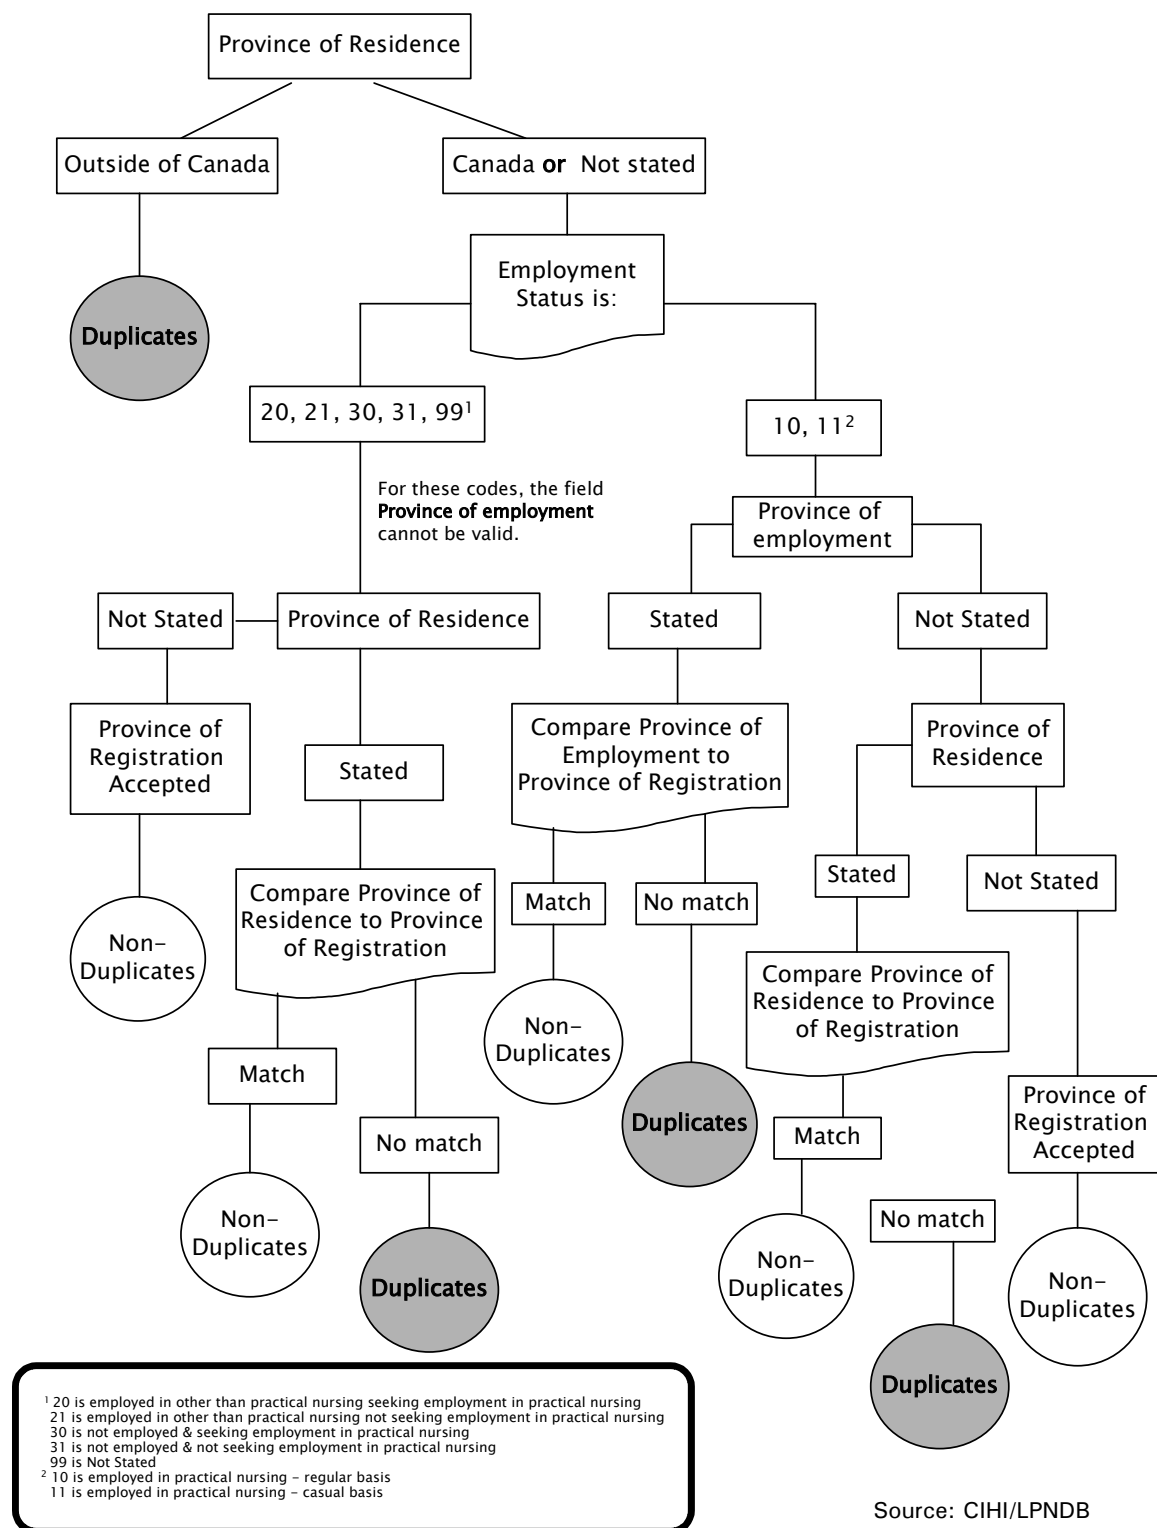 Province of Residence
Outside of Canada
Canada or Not stated
Duplicates
Employment
Status is:
20, 21, 30, 31, 99¹
10, 11²
For these codes, the field
Province of employment
cannot be valid.
Province of
employment
Not Stated
Province of Residence
Stated
Not Stated
Province of
Registration
Accepted
Stated
Compare Province of
Employment to
Province of Registration
Province of
Residence
Non-
Duplicates
Compare Province of
Residence to Province
of Registration
Match
No match
Stated
Not Stated
Match
No match
Non-
Duplicates
Duplicates
Compare Province of
Residence to Province
of Registration
Province of
Registration
Accepted
Non-
Duplicates
Duplicates
Match
No match
Non-
Duplicates
Duplicates
Non-
Duplicates
¹ 20 is employed in other than practical nursing seeking employment in practical nursing
21 is employed in other than practical nursing not seeking employment in practical nursing
30 is not employed & seeking employment in practical nursing
31 is not employed & not seeking employment in practical nursing
99 is Not Stated
² 10 is employed in practical nursing - regular basis
11 is employed in practical nursing - casual basis
Source: CIHI/LPNDB